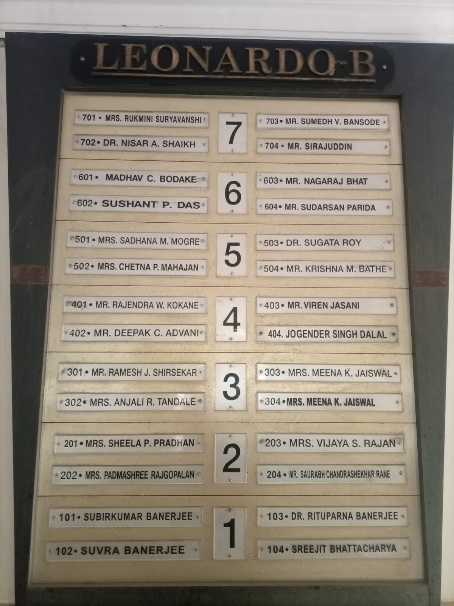 LEONARDO-B
701• MRS. RUKMINI SURYAVANSHI
703• MR. SUMEDH V. BANSODE
7
702• DR. NISAR A. SHAIKH
704• MR. SIRAJUDDIN
601• MADHAV C. BODAKE
603• MR. NAGARAJ BHAT
6
602• SUSHANT P. DAS
604• MR. SUDARSAN PARIDA
501• MRS. SADHANA M. MOGRE
503• DR. SUGATA ROY
5
502• MRS. CHETNA P. MAHAJAN
504• MR. KRISHNA M. BATHE
401• MR. RAJENDRA W. KOKANE
403• MR. VIREN JASANI
4
402• MR. DEEPAK C. ADVANI
404. JOGENDER SINGH DALAL
301• MR. RAMESH J. SHIRSEKAR
303• MRS. MEENA K. JAISWAL
3
302• MRS. ANJALI R. TANDALE
304• MRS. MEENA K. JAISWAL
201• MRS. SHEELA P. PRADHAN
203• MRS. VIJAYA S. RAJAN
2
202• MRS. PADMASHREE RAJGOPALAN
204• MR. SAURABH CHANDRASHEKHAR RANE
101• SUBIRKUMAR BANERJEE
103• DR. RITUPARNA BANERJEE
1
102• SUVRA BANERJEE
104• SREEJIT BHATTACHARYA